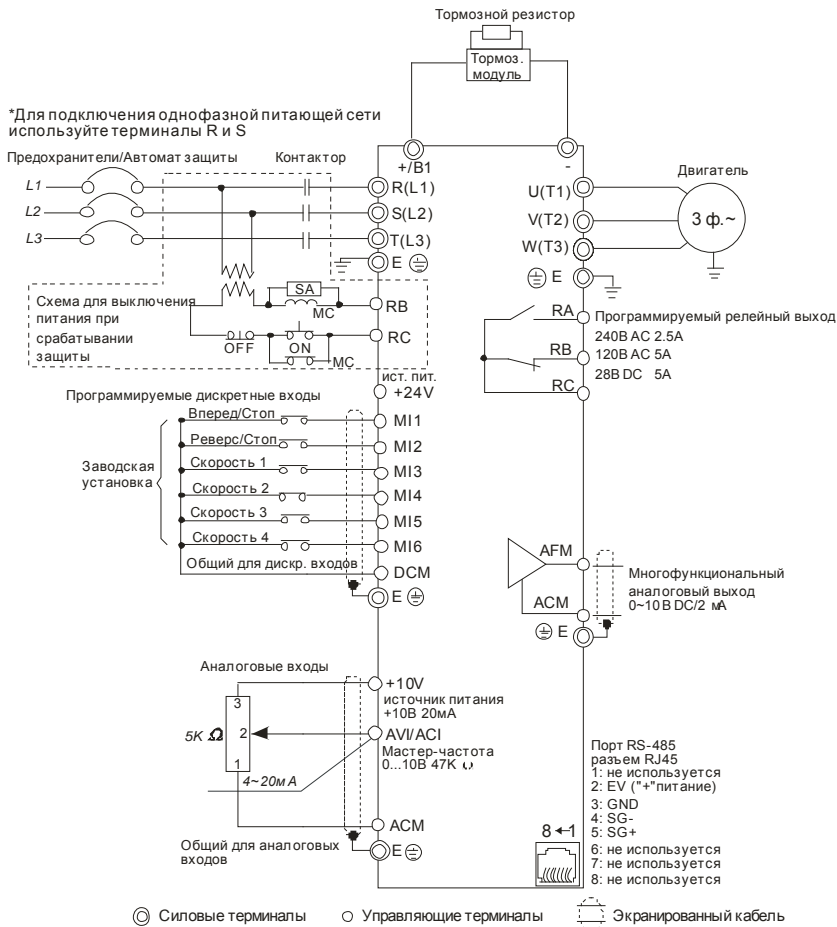 Тормозной резистор
Тормоз.
модуль
*Для подключения однофазной питающей сети
используйте терминалы R и S
Предохранители/Автомат защиты
Контактор
+/B1
-
Двигатель
L1
R(L1)
U(T1)
L2
S(L2)
V(T2)
3 ф.~
L3
T(L3)
W(T3)
E
E
Схема для выключения
питания при
срабатывании
защиты
SA
MC
RB
OFF
ON
MC
RC
RA
Программируемый релейный выход
240В AC 2.5А
RB
120В AC 5А
28В DC 5А
RC
ист. пит.
+24V
Программируемые дискретные входы
Вперед/Стоп
MI1
Реверс/Стоп
MI2
Заводская
установка
Скорость 1
MI3
Скорость 2
MI4
Скорость 3
MI5
Скорость 4
MI6
Общий для дискр. входов
DCM
E
AFM
Многофункциональный
аналоговый выход
0~10 В DC/2 мА
ACM
E
Аналоговые входы
+10V
источник питания
+10В 20мА
3
5K Ω
2
AVI/ACI
Мастер-частота
0...10В 47K Ω
1
4~20мА
ACM
Общий для аналоговых
входов
E
Порт RS-485
разъем RJ45
1: не используется
2: EV ("+"питание)
3: GND
4: SG-
5: SG+
6: не используется
7: не используется
8: не используется
8←1
Силовые терминалы
Управляющие терминалы
Экранированный кабель